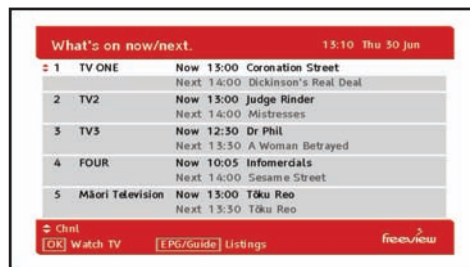 What's on now/next. 13:10 Thu 30 Jun
1 TV ONE Now 13:00 Coronation Street
Next 14:00 Dickinson's Real Deal
2 TV2 Now 13:00 Judge Rinder
Next 14:00 Mistresses
3 TV3 Now 12:30 Dr Phil
Next 13:30 A Woman Betrayed
4 FOUR Now 10:05 Infomercials
Next 14:00 Sesame Street
5 Māori Television Now 13:00 Tōku Reo
Next 13:30 Tōku Reo
Chnl
OK Watch TV EPG/Guide Listings
freeview